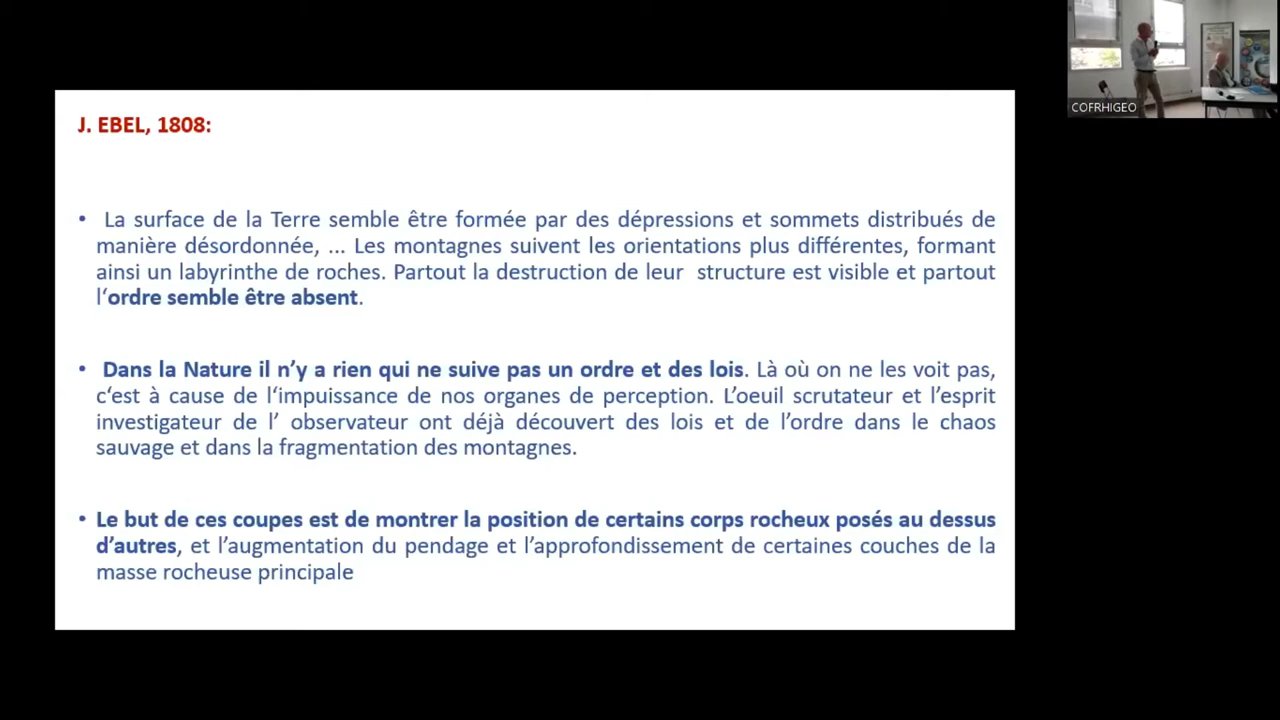 J. EBEL, 1808:
• La surface de la Terre semble être formée par des dépressions et sommets distribués de
manière désordonnée, ... Les montagnes suivent les orientations plus différentes, formant
ainsi un labyrinthe de roches. Partout la destruction de leur structure est visible et partout
l‘ordre semble être absent.
• Dans la Nature il n’y a rien qui ne suive pas un ordre et des lois. Là où on ne les voit pas,
c‘est à cause de l‘impuissance de nos organes de perception. L’oeuil scrutateur et l’esprit
investigateur de l’ observateur ont déjà découvert des lois et de l’ordre dans le chaos
sauvage et dans la fragmentation des montagnes.
• Le but de ces coupes est de montrer la position de certains corps rocheux posés au dessus
d’autres, et l’augmentation du pendage et l’approfondissement de certaines couches de la
masse rocheuse principale
COFRHIGEO